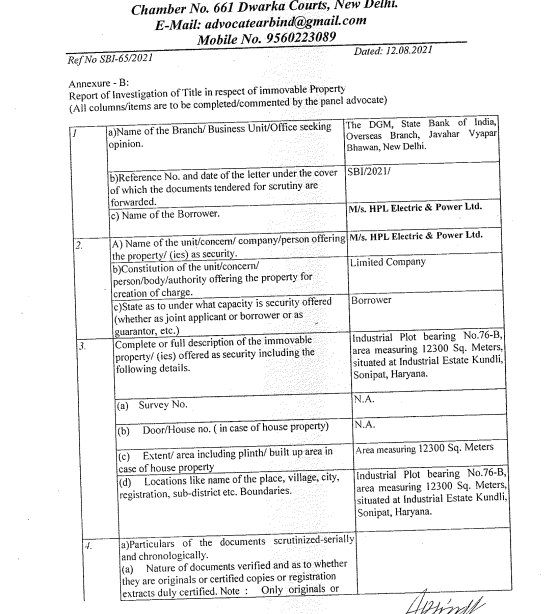 Chamber No. 661 Dwarka Courts, New Delhi.
E-Mail: advocatearbind@gmail.com
Mobile No. 9560223089
Ref No SBI-65/2021
Dated: 12.08.2021
Annexure - B:
Report of Investigation of Title in respect of immovable Property
(All columns/items are to be completed/commented by the panel advocate)
1
a)Name of the Branch/ Business Unit/Office seeking
opinion.
The DGM, State Bank of India,
Overseas Branch, Javahar Vyapar
Bhawan, New Delhi.
b)Reference No. and date of the letter under the cover
of which the documents tendered for scrutiny are
forwarded.
SBI/2021/
c) Name of the Borrower.
M/s. HPL Electric & Power Ltd.
2.
A) Name of the unit/concern/ company/person offering
the property/ (ies) as security.
M/s. HPL Electric & Power Ltd.
b)Constitution of the unit/concern/
person/body/authority offering the property for
creation of charge.
Limited Company
c)State as to under what capacity is security offered
(whether as joint applicant or borrower or as
guarantor, etc.)
Borrower
3.
Complete or full description of the immovable
property/ (ies) offered as security including the
following details.
Industrial Plot bearing No.76-B,
area measuring 12300 Sq. Meters,
situated at Industrial Estate Kundli,
Sonipat, Haryana.
(a) Survey No.
N.A.
(b) Door/House no. ( in case of house property)
N.A.
(c) Extent/ area including plinth/ built up area in
case of house property
Area measuring 12300 Sq. Meters
(d) Locations like name of the place, village, city,
registration, sub-district etc. Boundaries.
Industrial Plot bearing No.76-B,
area measuring 12300 Sq. Meters,
situated at Industrial Estate Kundli,
Sonipat, Haryana.
4.
a)Particulars of the documents scrutinized-serially
and chronologically.
(a) Nature of documents verified and as to whether
they are originals or certified copies or registration
extracts duly certified. Note : Only originals or